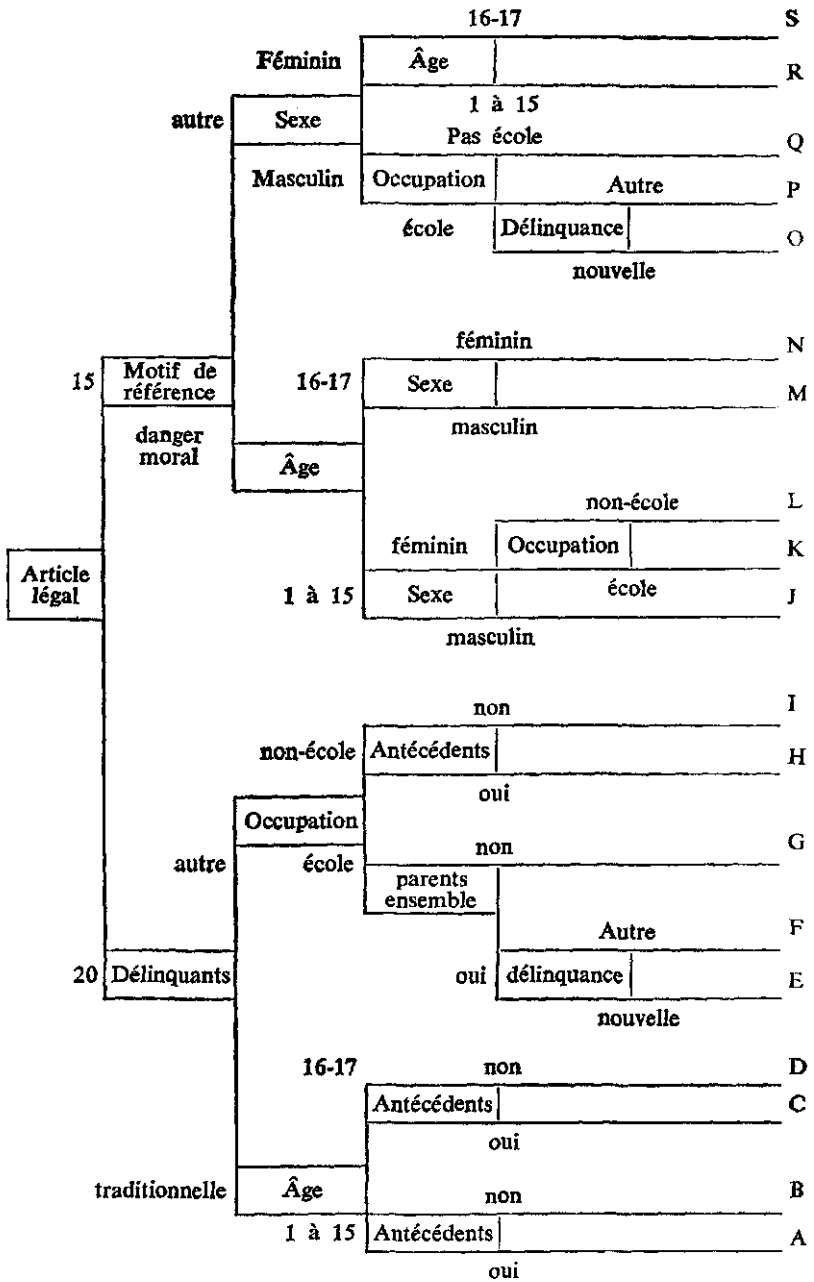 16-17 S
Féminin Âge R
1 à 15
autre Sexe Pas école Q
Masculin Occupation Autre P
école Délinquance O
nouvelle
féminin N
15 Motif de référence 16-17 Sexe M
danger moral masculin
Âge
non-école L
féminin Occupation K
Article légal 1 à 15 Sexe école J
masculin
non I
non-école Antécédents H
oui
Occupation
autre école non G
parents ensemble
Autre F
20 Délinquants oui délinquance E
nouvelle
16-17 non D
Antécédents C
oui
traditionnelle Âge non B
1 à 15 Antécédents A
oui